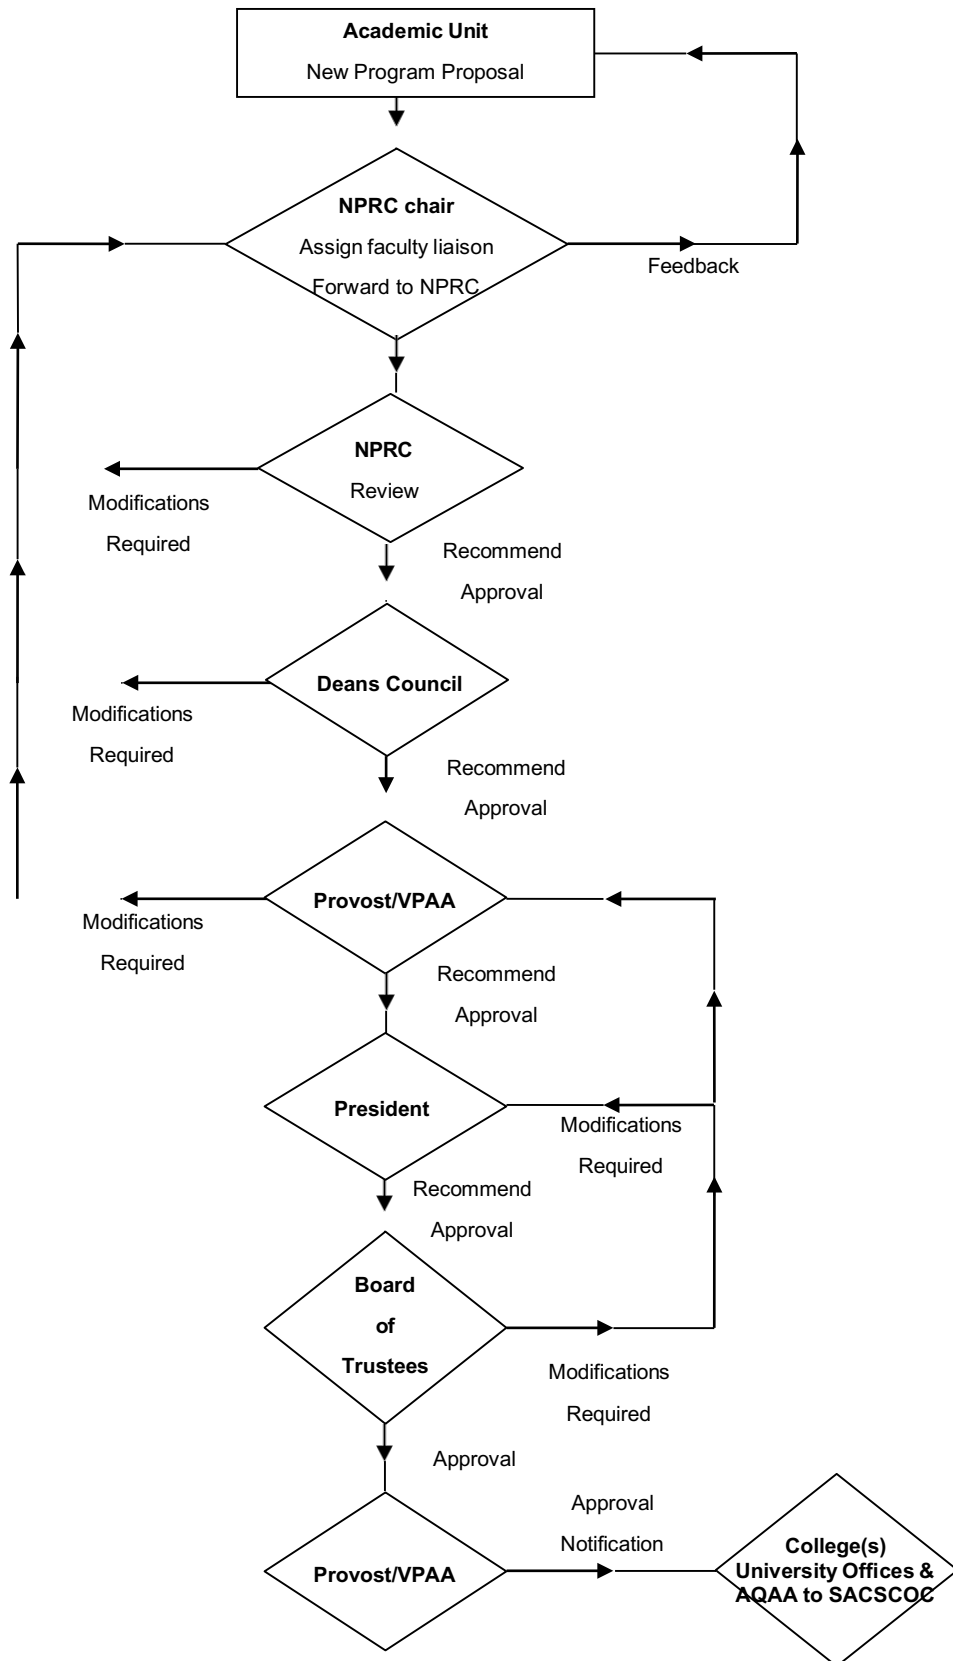 Academic Unit
New Program Proposal
NPRC chair
Assign faculty liaison
Forward to NPRC
Feedback
NPRC
Review
Modifications
Required
Recommend
Approval
Deans Council
Modifications
Required
Recommend
Approval
Provost/VPAA
Modifications
Required
Recommend
Approval
President
Modifications
Required
Recommend
Approval
Board
of
Trustees
Modifications
Required
Approval
Provost/VPAA
Approval
Notification
College(s)
University Offices &
AQAA to SACSCOC